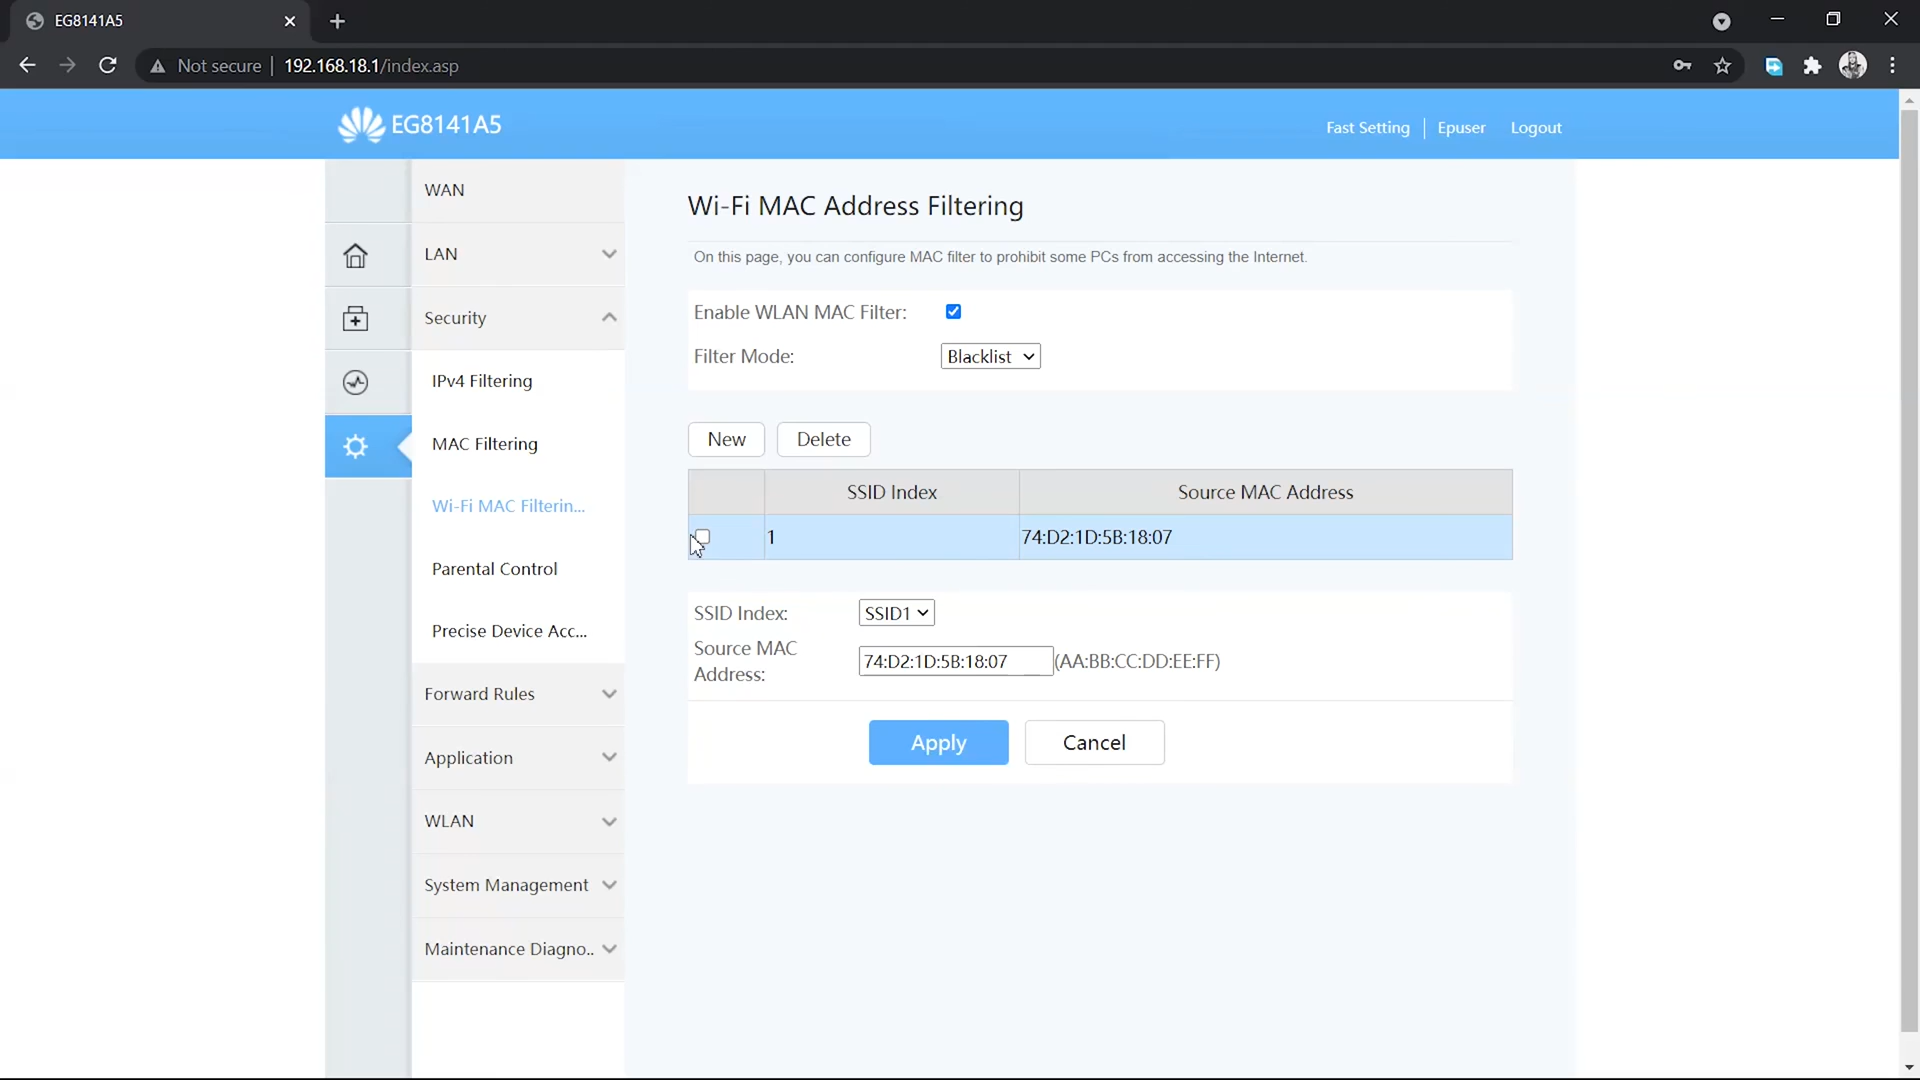 EG8141A5
Not secure
192.168.18.1/index.asp
EG8141A5
Fast Setting
Epuser
Logout
WAN
LAN
Security
IPv4 Filtering
MAC Filtering
Wi-Fi MAC Filterin...
Parental Control
Precise Device Acc...
Forward Rules
Application
WLAN
System Management
Maintenance Diagno..
Wi-Fi MAC Address Filtering
On this page, you can configure MAC filter to prohibit some PCs from accessing the Internet.
Enable WLAN MAC Filter:
Filter Mode: Blacklist
New Delete
SSID Index Source MAC Address
1 74:D2:1D:5B:18:07
SSID Index: SSID1
Source MAC
Address:
74:D2:1D:5B:18:07 (AA:BB:CC:DD:EE:FF)
Apply Cancel